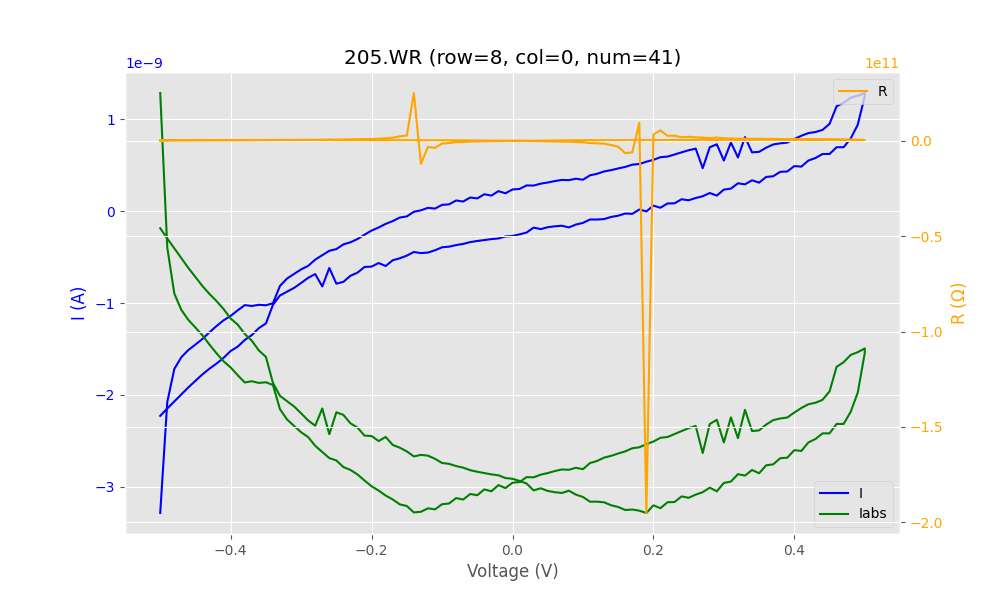 205.WR (row=8, col=0, num=41)
1e−9
1e11
R
1
0
−1
−2
−3
I (A)
0.0
−0.5
−1.0
−1.5
−2.0
R (Ω)
I
Iabs
−0.4
−0.2
0.0
0.2
0.4
Voltage (V)